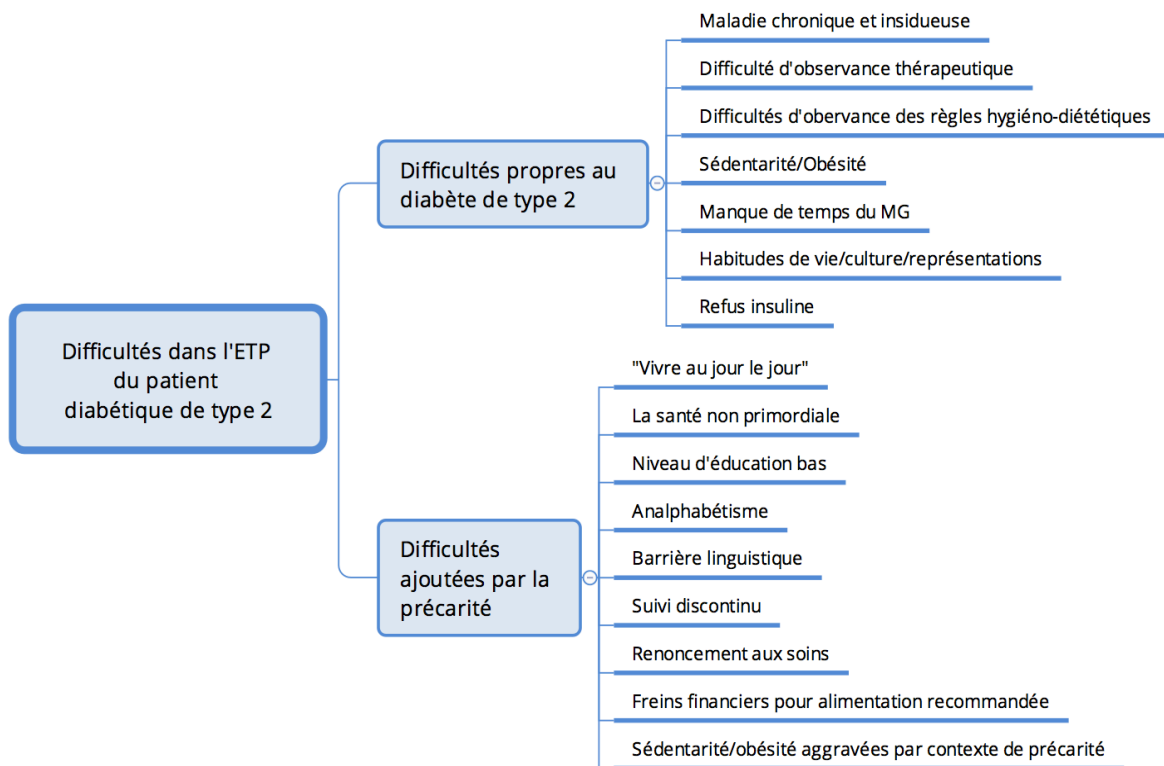 Difficultés dans l'ETP
du patient
diabétique de type 2
Difficultés propres au
diabète de type 2
Maladie chronique et insidueuse
Difficulté d'observance thérapeutique
Difficultés d'obervance des règles hygiéno-diététiques
Sédentarité/Obésité
Manque de temps du MG
Habitudes de vie/culture/représentations
Refus insuline
Difficultés
ajoutées par la
précarité
"Vivre au jour le jour"
La santé non primordiale
Niveau d'éducation bas
Analphabétisme
Barrière linguistique
Suivi discontinu
Renoncement aux soins
Freins financiers pour alimentation recommandée
Sédentarité/obésité aggravées par contexte de précarité